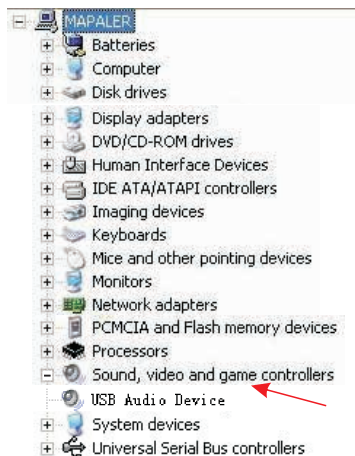 MAPALER
Batteries
Computer
Disk drives
Display adapters
DVD/CD-ROM drives
Human Interface Devices
IDE ATA/ATAPI controllers
Imaging devices
Keyboards
Mice and other pointing devices
Monitors
Network adapters
PCMCIA and Flash memory devices
Processors
Sound, video and game controllers
USB Audio Device
System devices
Universal Serial Bus controllers